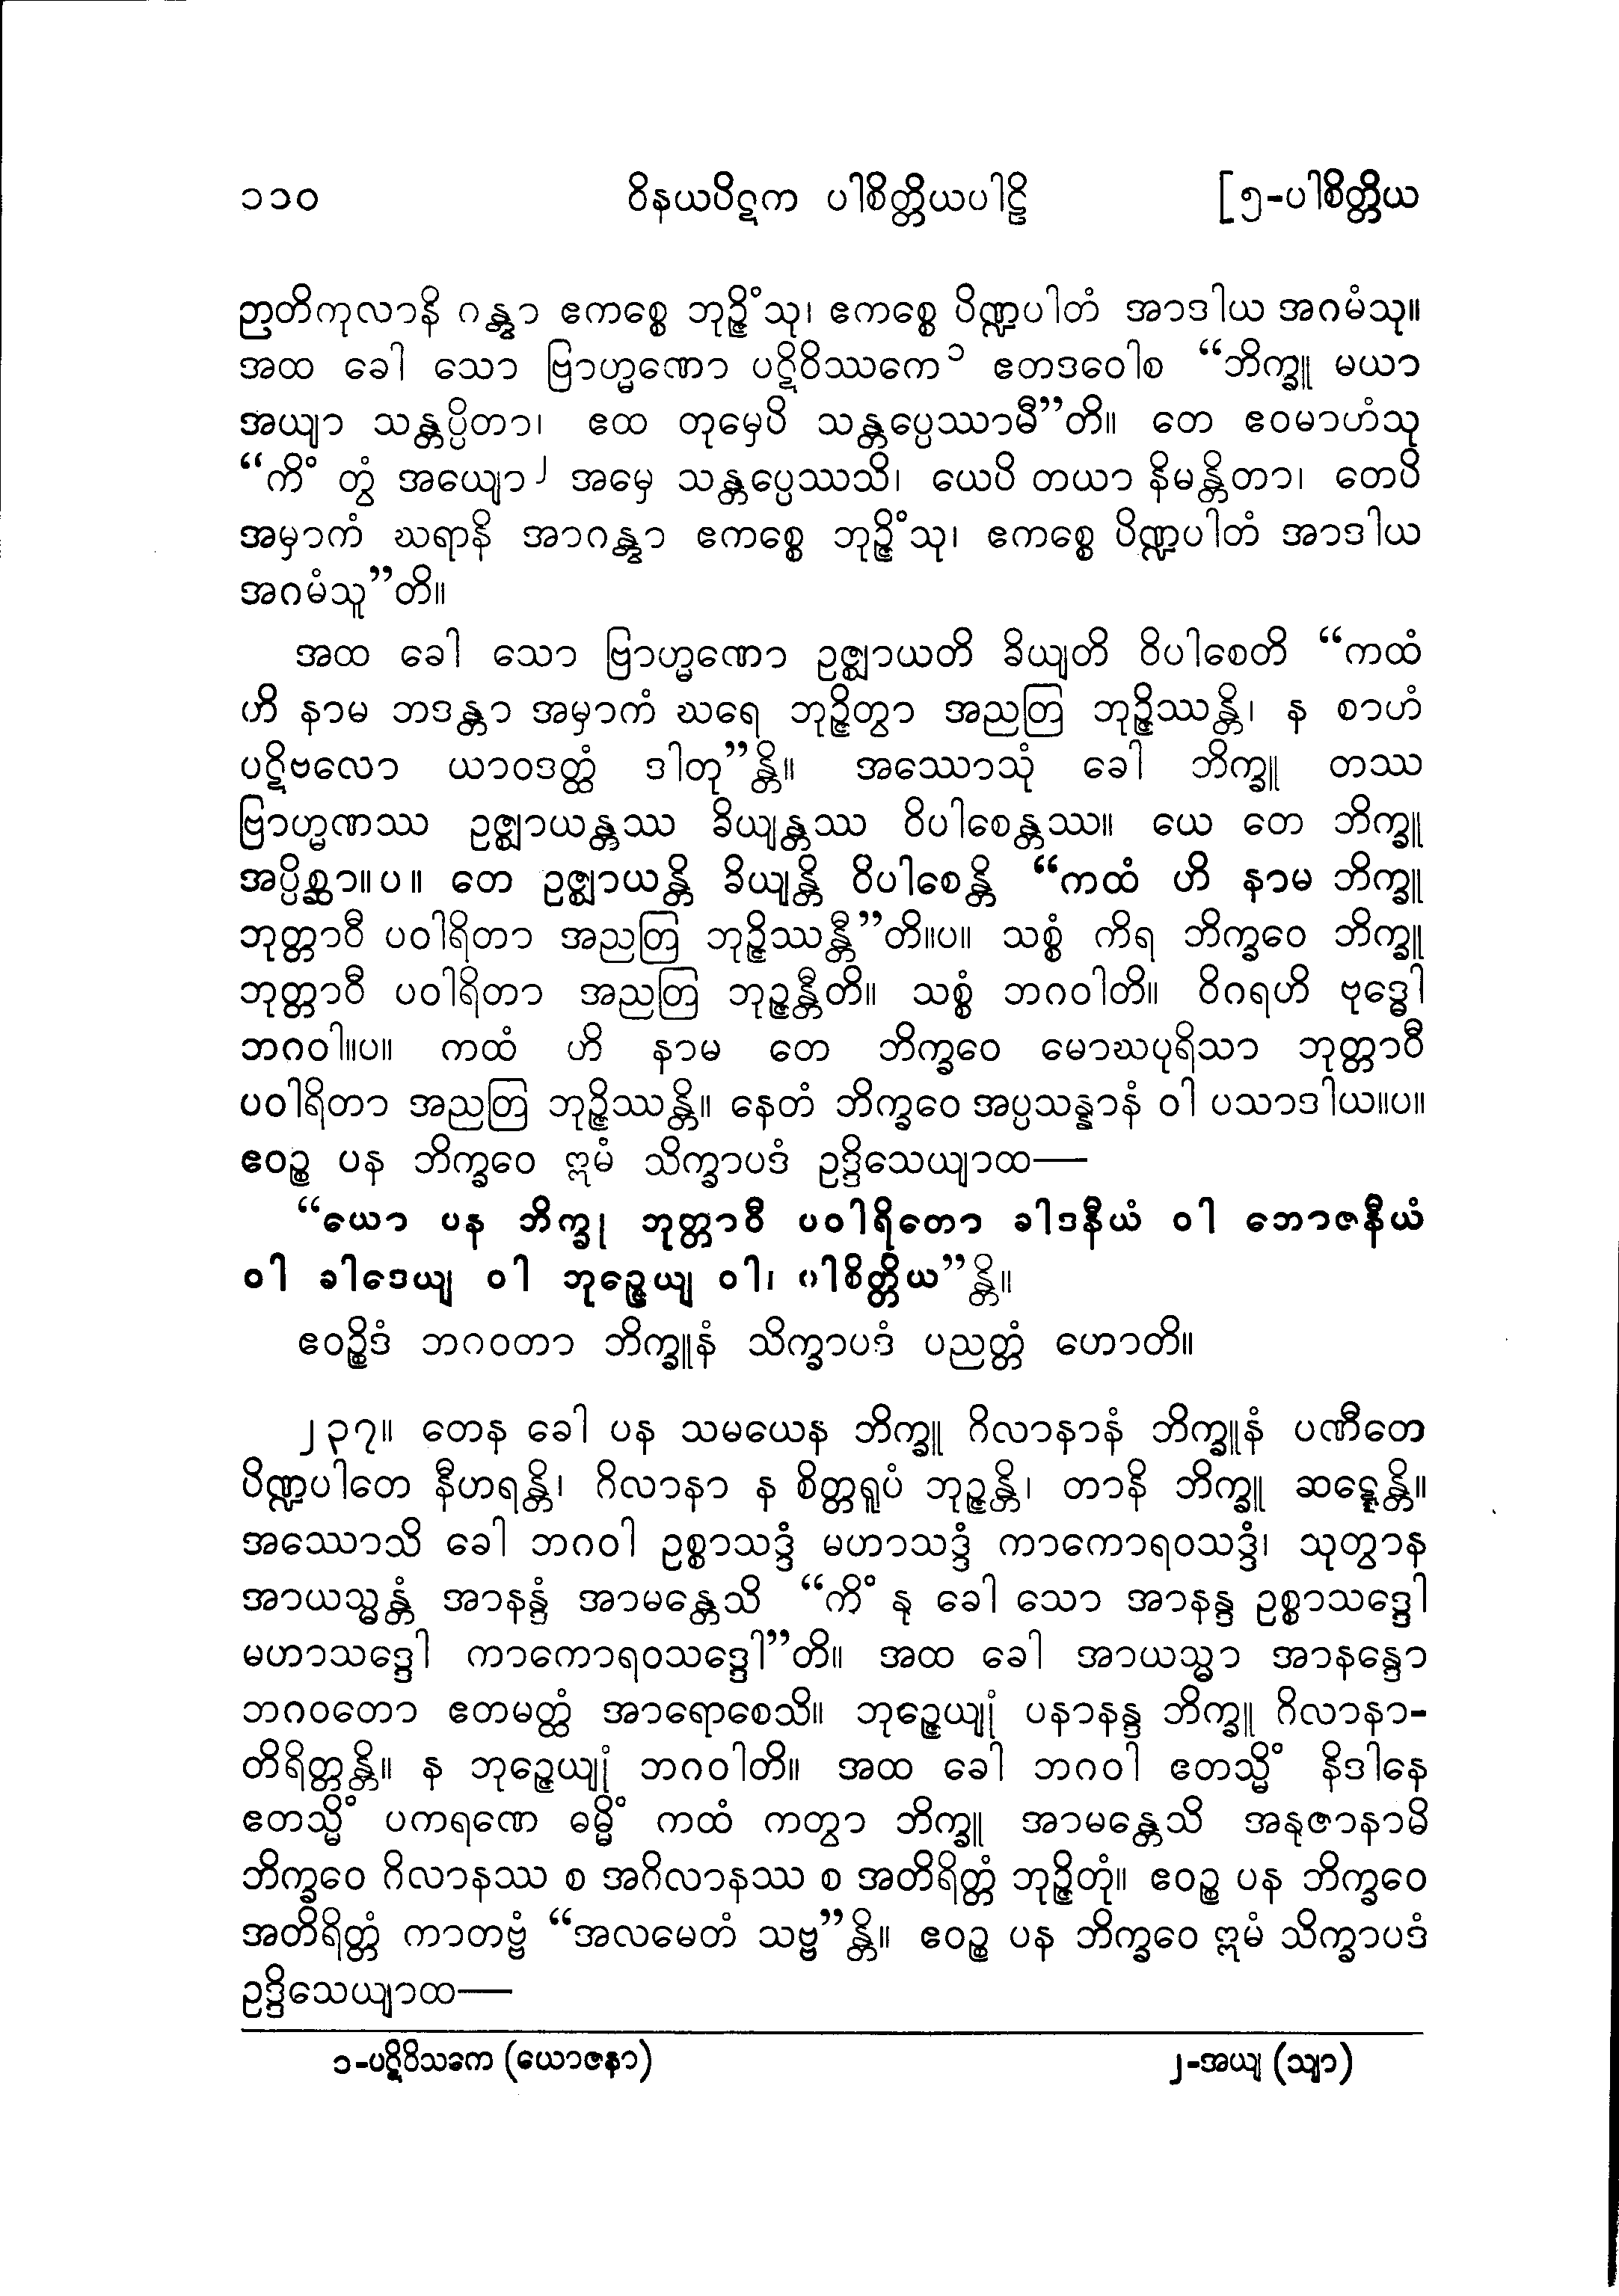 ၁၁၀ ဝိနယပိဋက ပါစိတ္တိယပါဠိ [၅-ပါစိတ္တိယ
ဉာတိကုလာနိ ဂန္တွာ ဧကစ္စေ ဘုဉ္ဇိံသု၊ ဧကစ္စေ ပိဏ္ဍပါတံ အာဒါယ အဂမံသု။
အထ ခေါ သော ဗြာဟ္မဏော ပဋိဝိဿကေ၁ ဧတဒဝေါစ “ဘိက္ခူ မယာ
အယျာ သန္တပ္ပိတာ၊ ဧထ တုမှေပိ သန္တပ္ပေဿာမီ”တိ။ တေ ဧဝမာဟံသု
“ကိံ တွံ အယျော၂ အမှေ သန္တပ္ပေဿသိ၊ ယေပိ တယာ နိမန္တိတာ၊ တေပိ
အမှာကံ ဃရာနိ အာဂန္တွာ ဧကစ္စေ ဘုဉ္ဇိံသု၊ ဧကစ္စေ ပိဏ္ဍပါတံ အာဒါယ
အဂမံသူ”တိ။
အထ ခေါ သော ဗြာဟ္မဏော ဥဇ္ဈာယတိ ခိယျတိ ဝိပါစေတိ “ကထံ
ဟိ နာမ ဘဒန္တာ အမှာကံ ဃရေ ဘုဉ္ဇိတွာ အညတြ ဘုဉ္ဇိဿန္တိ၊ န စာဟံ
ပဋိဗလော ယာဝဒတ္ထံ ဒါတု”န္တိ။ အဿောသုံ ခေါ ဘိက္ခူ တဿ
ဗြာဟ္မဏဿ ဥဇ္ဈာယန္တဿ ခိယျန္တဿ ဝိပါစေန္တဿ။ ယေ တေ ဘိက္ခူ
အပ္ပိစ္ဆာ။ပ။ တေ ဥဇ္ဈာယန္တိ ခိယျန္တိ ဝိပါစေန္တိ “ကထံ ဟိ နာမ ဘိက္ခူ
ဘုတ္တာဝီ ပဝါရိတာ အညတြ ဘုဉ္ဇိဿန္တီ”တိ။ပ။ သစ္စံ ကိရ ဘိက္ခဝေ ဘိက္ခူ
ဘုတ္တာဝီ ပဝါရိတာ အညတြ ဘုဉ္ဇန္တီတိ။ သစ္စံ ဘဂဝါတိ။ ဝိဂရဟိ ဗုဒ္ဓေါ
ဘဂဝါ။ပ။ ကထံ ဟိ နာမ တေ ဘိက္ခဝေ မောဃပုရိသာ ဘုတ္တာဝီ
ပဝါရိတာ အညတြ ဘုဉ္ဇိဿန္တိ။ နေတံ ဘိက္ခဝေ အပ္ပသန္နာနံ ဝါ ပသာဒါယ။ပ။
ဧဝဉ္စ ပန ဘိက္ခဝေ ဣမံ သိက္ခာပဒံ ဥဒ္ဒိသေယျာထ—
“ယော ပန ဘိက္ခု ဘုတ္တာဝီ ပဝါရိတော ခါဒနီယံ ဝါ ဘောဇနီယံ
ဝါ ခါဒေယျ ဝါ ဘုဉ္ဇေယျ ဝါ၊ ပါစိတ္တိယ”န္တိ။
ဧဝဉ္စိဒံ ဘဂဝတာ ဘိက္ခူနံ သိက္ခာပဒံ ပညတ္တံ ဟောတိ။
၂၃၇။ တေန ခေါ ပန သမယေန ဘိက္ခူ ဂိလာနာနံ ဘိက္ခူနံ ပဏီတေ
ပိဏ္ဍပါတေ နီဟရန္တိ၊ ဂိလာနာ န စိတ္တရူပံ ဘုဉ္ဇန္တိ၊ တာနိ ဘိက္ခူ ဆဍ္ဍေန္တိ။
အဿောသိ ခေါ ဘဂဝါ ဥစ္စာသဒ္ဒံ မဟာသဒ္ဒံ ကာကောရဝသဒ္ဒံ၊ သုတွာန
အာယသ္မန္တံ အာနန္ဒံ အာမန္တေသိ “ကိံ နု ခေါ သော အာနန္ဒ ဥစ္စာသဒ္ဒေါ
မဟာသဒ္ဒေါ ကာကောရဝသဒ္ဒေါ”တိ။ အထ ခေါ အာယသ္မာ အာနန္ဒော
ဘဂဝတော ဧတမတ္ထံ အာရောစေသိ။ ဘုဉ္ဇေယျုံ ပနာနန္ဒ ဘိက္ခူ ဂိလာနာ-
တိရိတ္တန္တိ။ န ဘုဉ္ဇေယျုံ ဘဂဝါတိ။ အထ ခေါ ဘဂဝါ ဧတသ္မိံ နိဒါနေ
ဧတသ္မိံ ပကရဏေ ဓမ္မိံ ကထံ ကတွာ ဘိက္ခူ အာမန္တေသိ အနုဇာနာမိ
ဘိက္ခဝေ ဂိလာနဿ စ အဂိလာနဿ စ အတိရိတ္တံ ဘုဉ္ဇိတုံ။ ဧဝဉ္စ ပန ဘိက္ခဝေ
အတိရိတ္တံ ကာတဗ္ဗံ “အလမေတံ သဗ္ဗ”န္တိ။ ဧဝဉ္စ ပန ဘိက္ခဝေ ဣမံ သိက္ခာပဒံ
ဥဒ္ဒိသေယျာထ—
၁-ပဋိဝိသကေ (ယောဇနာ) ၂-အယျ (သျာ)